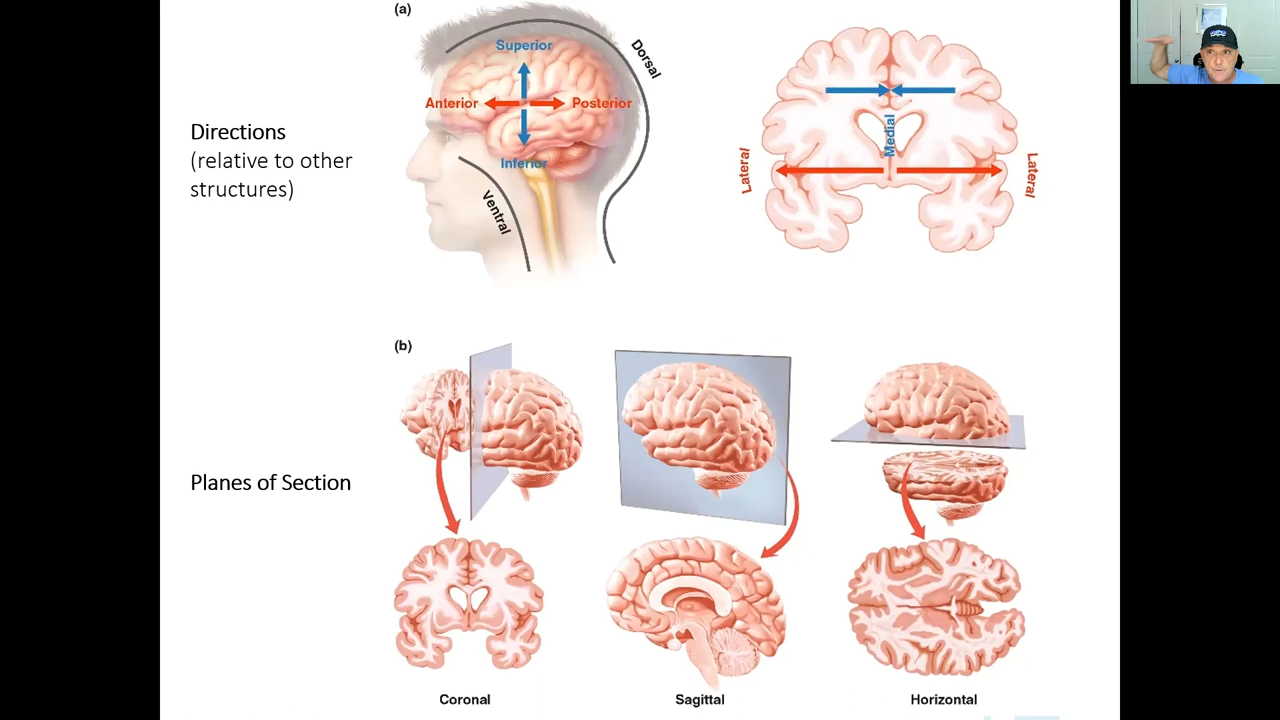 (a)
Directions
(relative to other
structures)
Superior
Anterior
Posterior
Inferior
Dorsal
Ventral
Medial
Lateral
Lateral
(b)
Planes of Section
Coronal
Sagittal
Horizontal